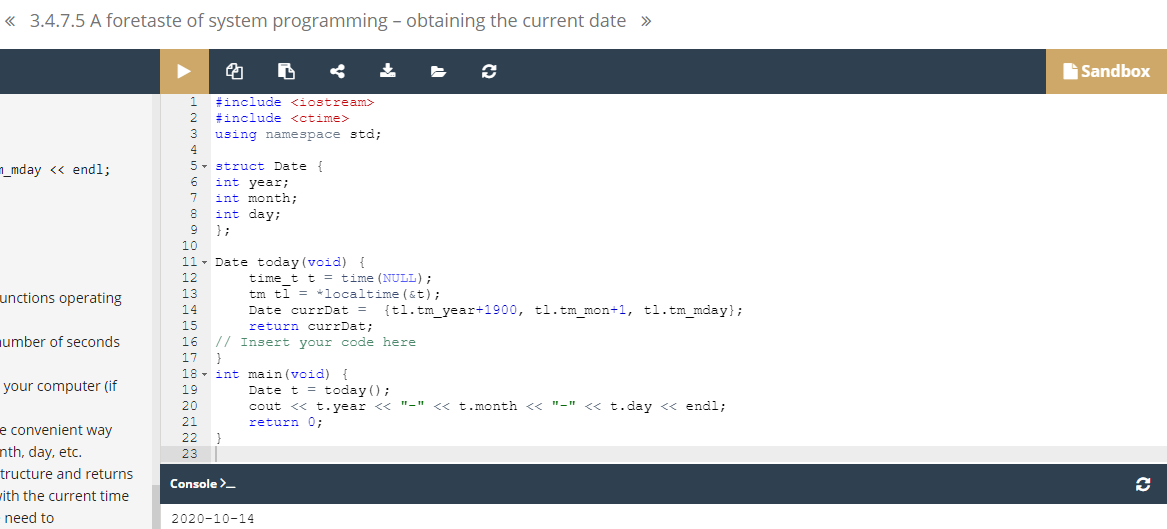 « 3.4.7.5 A foretaste of system programming – obtaining the current date »
Sandbox
_mday << endl;
unctions operating
umber of seconds
your computer (if
e convenient way
nth, day, etc.
tructure and returns
with the current time
need to
1 #include <iostream>
2 #include <ctime>
3 using namespace std;
4
5 struct Date {
6 int year;
7 int month;
8 int day;
9 };
10
11 Date today(void) {
12     time_t t = time(NULL);
13     tm tl = *localtime(&t);
14     Date currDat =  {tl.tm_year+1900, tl.tm_mon+1, tl.tm_mday};
15     return currDat;
16 // Insert your code here
17 }
18 int main(void) {
19     Date t = today();
20     cout << t.year << "-" << t.month << "-" << t.day << endl;
21     return 0;
22 }
23
Console >_
2020-10-14